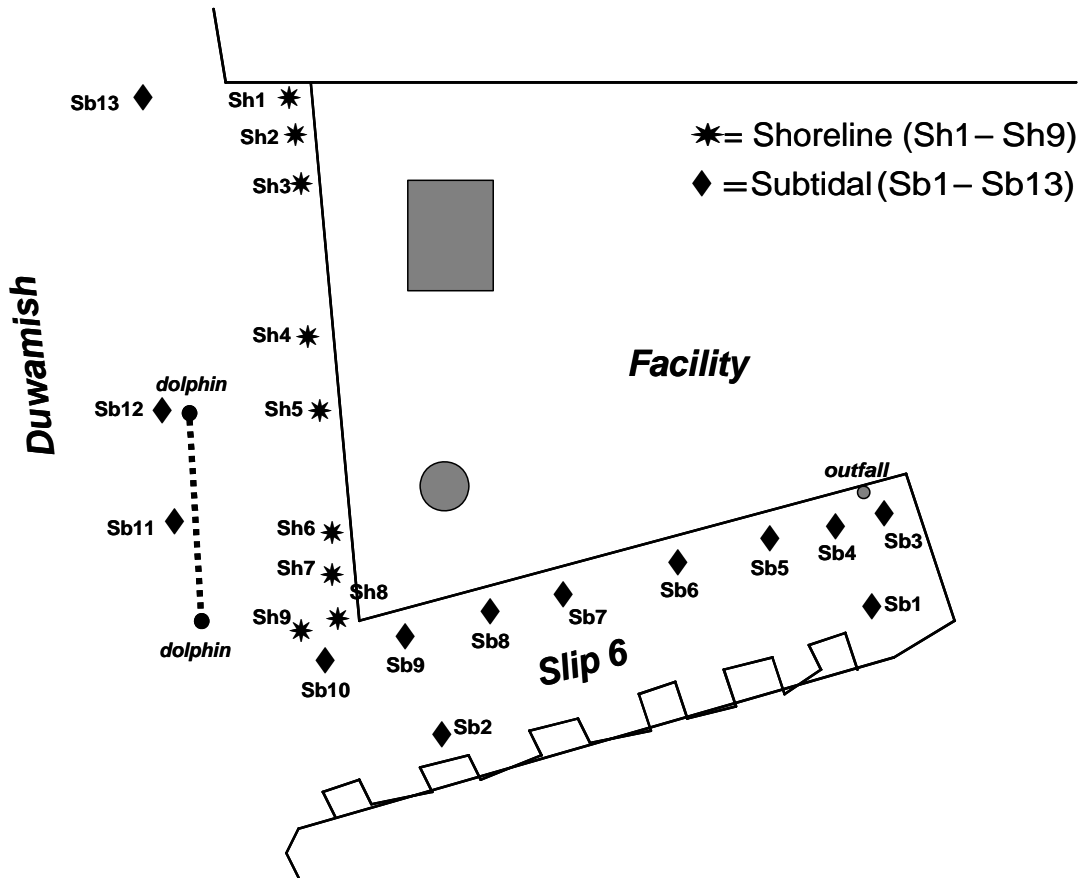 Sb13
Sh1
Sh2
✷= Shoreline (Sh1 – Sh9)
Sh3
♦ =Subtidal (Sb1 – Sb13)
Duwamish
Sh4
Facility
dolphin
Sb12
Sh5
outfall
Sb11
Sh6
Sb3
Sb4
Sb5
Sh7
Sb6
Sh8
Sb1
Sh9
Sb7
Sb8
dolphin
Sb9
Slip 6
Sb10
Sb2